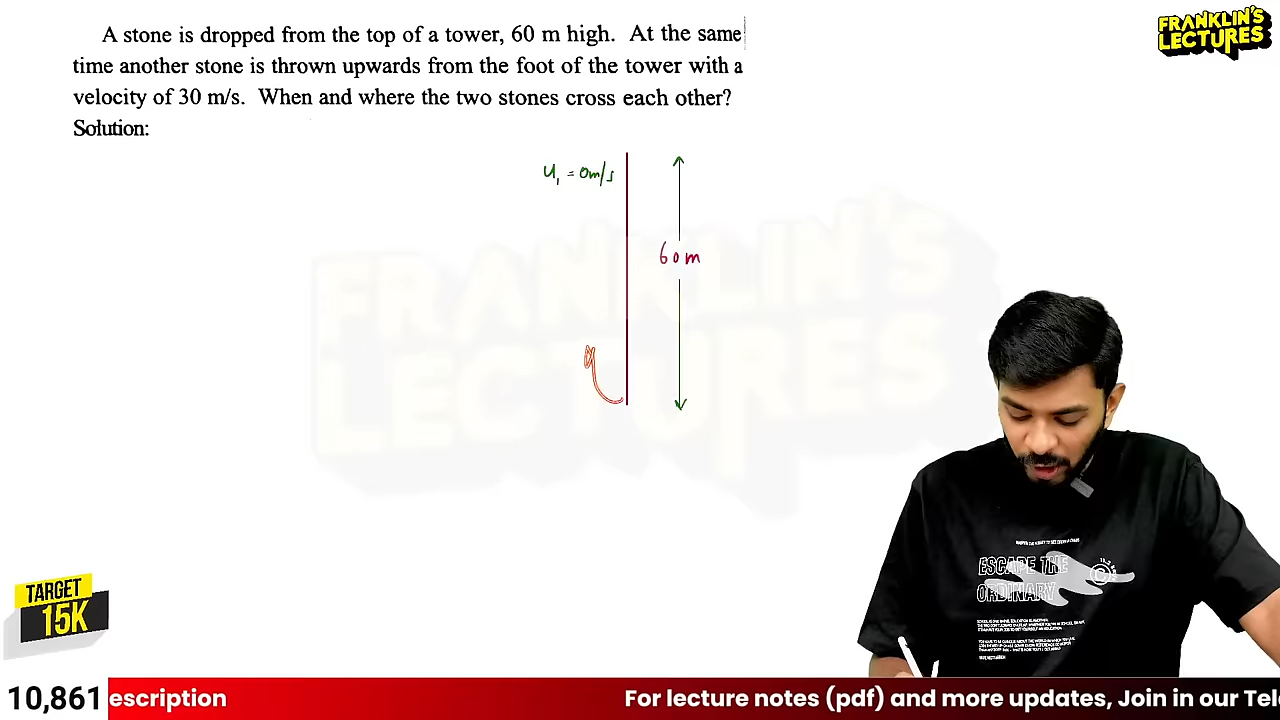 FRANKLIN'S
LECTURES
A stone is dropped from the top of a tower, 60 m high. At the same
time another stone is thrown upwards from the foot of the tower with a
velocity of 30 m/s. When and where the two stones cross each other?
Solution:
u₁ = 0m/s
60m
FRANKLIN'S
LECTURES
ESCAPE THE
ORDINARY
TARGET
15K
10,861
escription
For lecture notes (pdf) and more updates, Join in our Tel